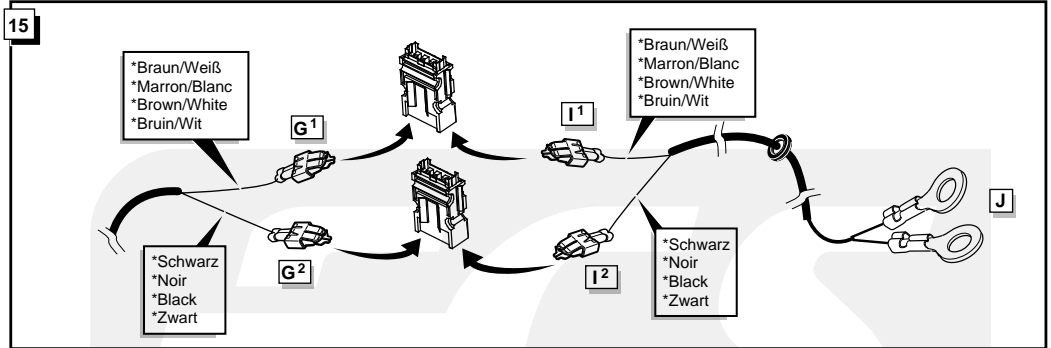 15
*Braun/Weiß
*Marron/Blanc
*Brown/White
*Bruin/Wit
G1
I1
*Braun/Weiß
*Marron/Blanc
*Brown/White
*Bruin/Wit
J
*Schwarz
*Noir
*Black
*Zwart
G2
I2
*Schwarz
*Noir
*Black
*Zwart